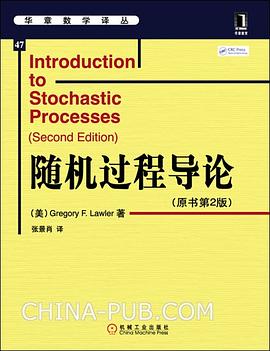 华章数学译丛
47
CRC Press
Introduction
to
Stochastic
Processes
(Second Edition)
随机过程导论
(原书第2版)
(美) Gregory F. Lawler 著
张景肖 译
CHINA-PUB.COM
机械工业出版社